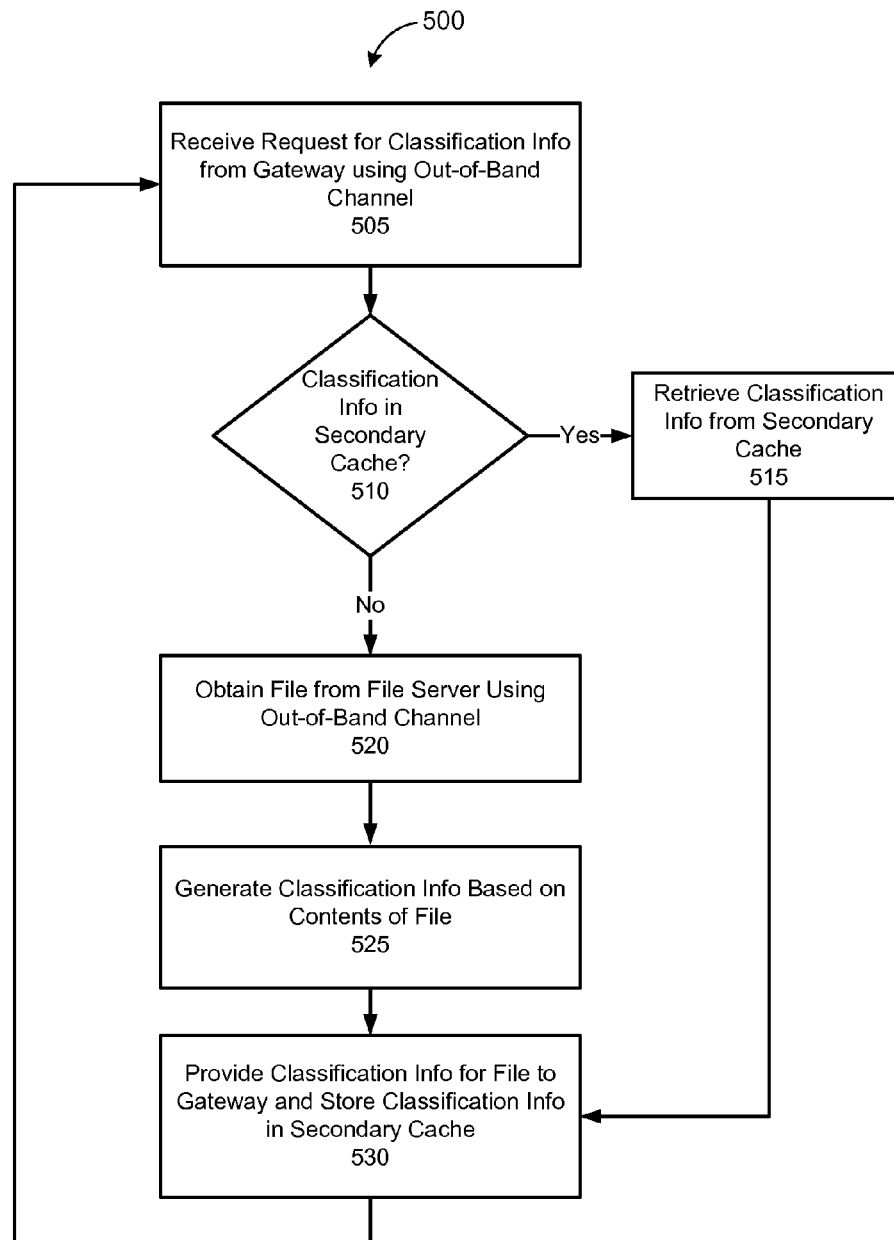 500
Receive Request for Classification Info
from Gateway using Out-of-Band
Channel
505
Classification
Info in
Secondary
Cache?
510
Yes
Retrieve Classification
Info from Secondary
Cache
515
No
Obtain File from File Server Using
Out-of-Band Channel
520
Generate Classification Info Based on
Contents of File
525
Provide Classification Info for File to
Gateway and Store Classification Info
in Secondary Cache
530